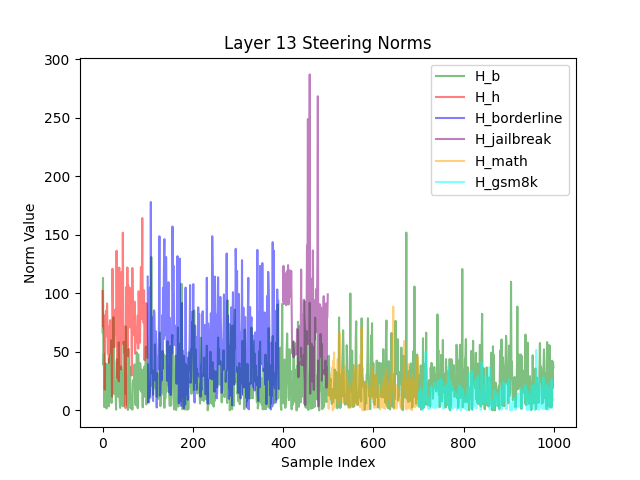 Layer 13 Steering Norms
300
250
200
150
100
50
0
Norm Value
H_b
H_h
H_borderline
H_jailbreak
H_math
H_gsm8k
0 200 400 600 800 1000
Sample Index